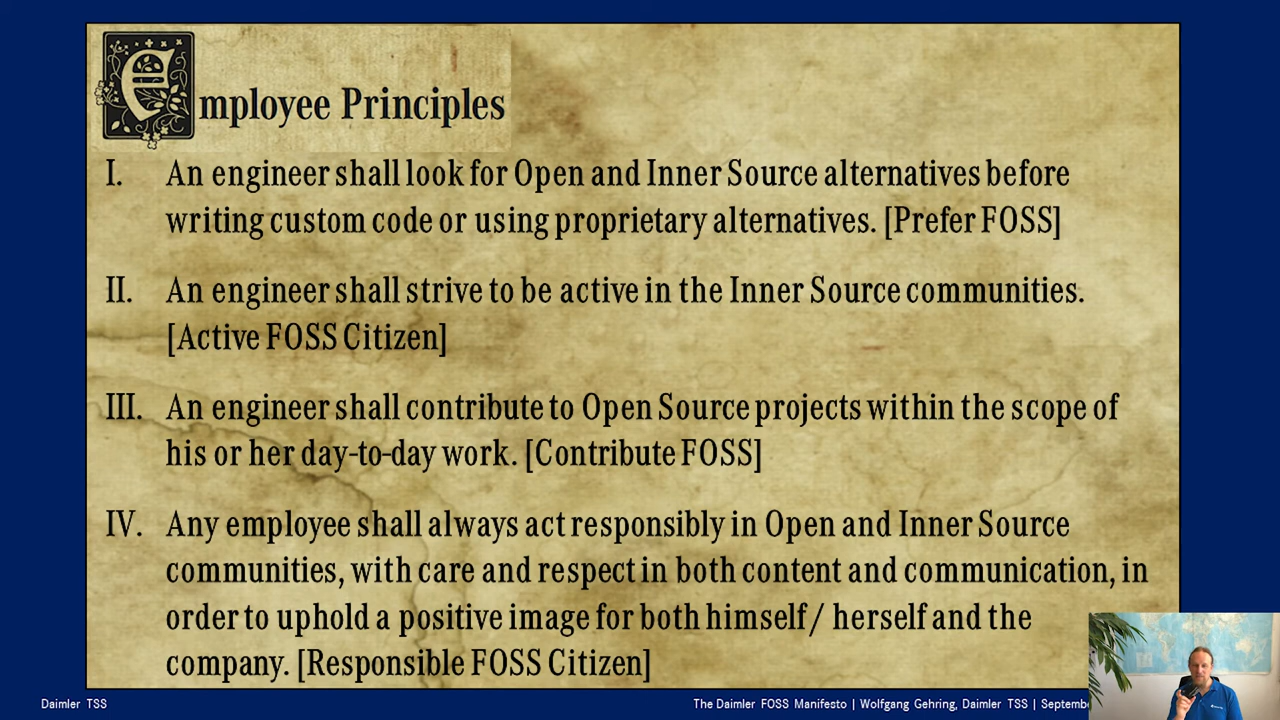 Employee Principles
I. An engineer shall look for Open and Inner Source alternatives before
writing custom code or using proprietary alternatives. [Prefer FOSS]
II. An engineer shall strive to be active in the Inner Source communities.
[Active FOSS Citizen]
III. An engineer shall contribute to Open Source projects within the scope of
his or her day-to-day work. [Contribute FOSS]
IV. Any employee shall always act responsibly in Open and Inner Source
communities, with care and respect in both content and communication, in
order to uphold a positive image for both himself/ herself and the
company. [Responsible FOSS Citizen]
Daimler TSS
The Daimler FOSS Manifesto | Wolfgang Gehring, Daimler TSS |